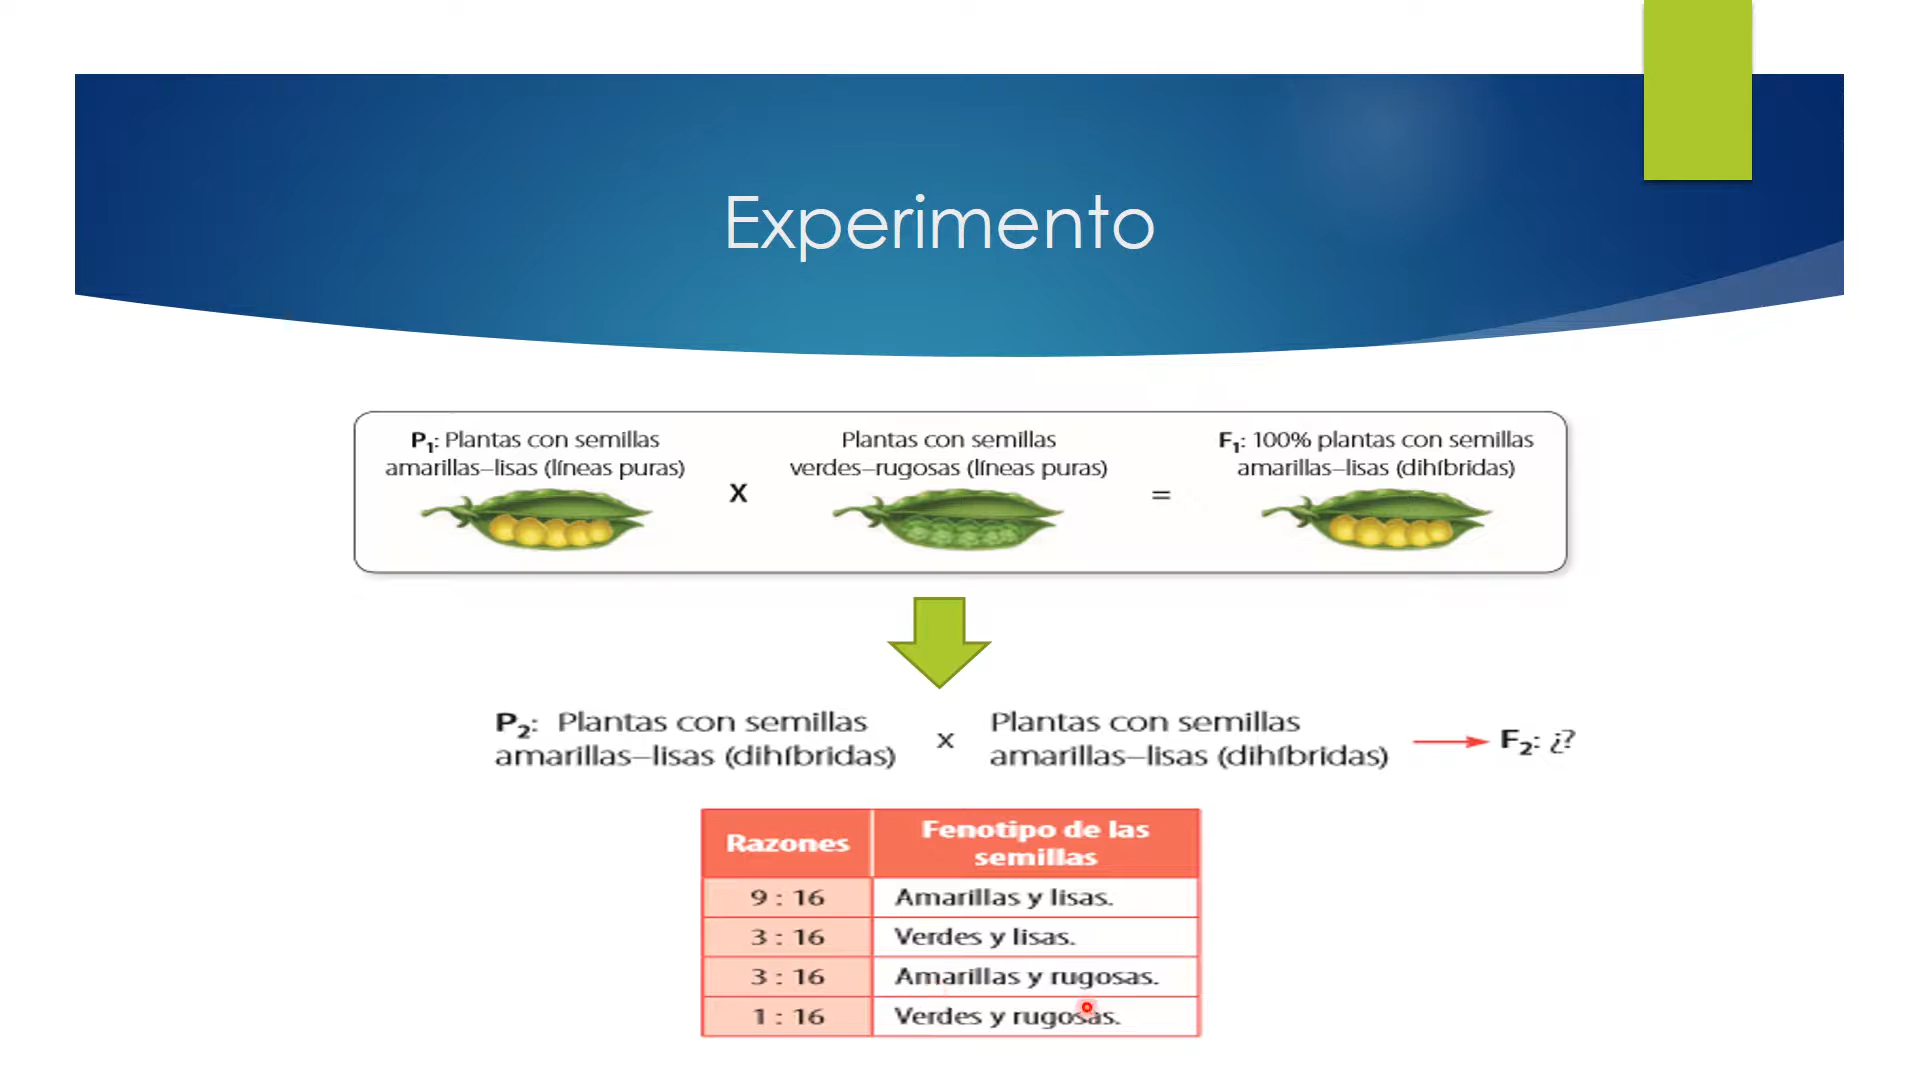 Experimento
P1: Plantas con semillas
amarillas–lisas (líneas puras)
X
Plantas con semillas
verdes–rugosas (líneas puras)
=
F1: 100% plantas con semillas
amarillas–lisas (dihíbridas)
P2: Plantas con semillas
amarillas–lisas (dihíbridas)
x
Plantas con semillas
amarillas–lisas (dihíbridas)
F2: ¿?
Razones
Fenotipo de las
semillas
9 : 16 Amarillas y lisas.
3 : 16 Verdes y lisas.
3 : 16 Amarillas y rugosas.
1 : 16 Verdes y rugosas.